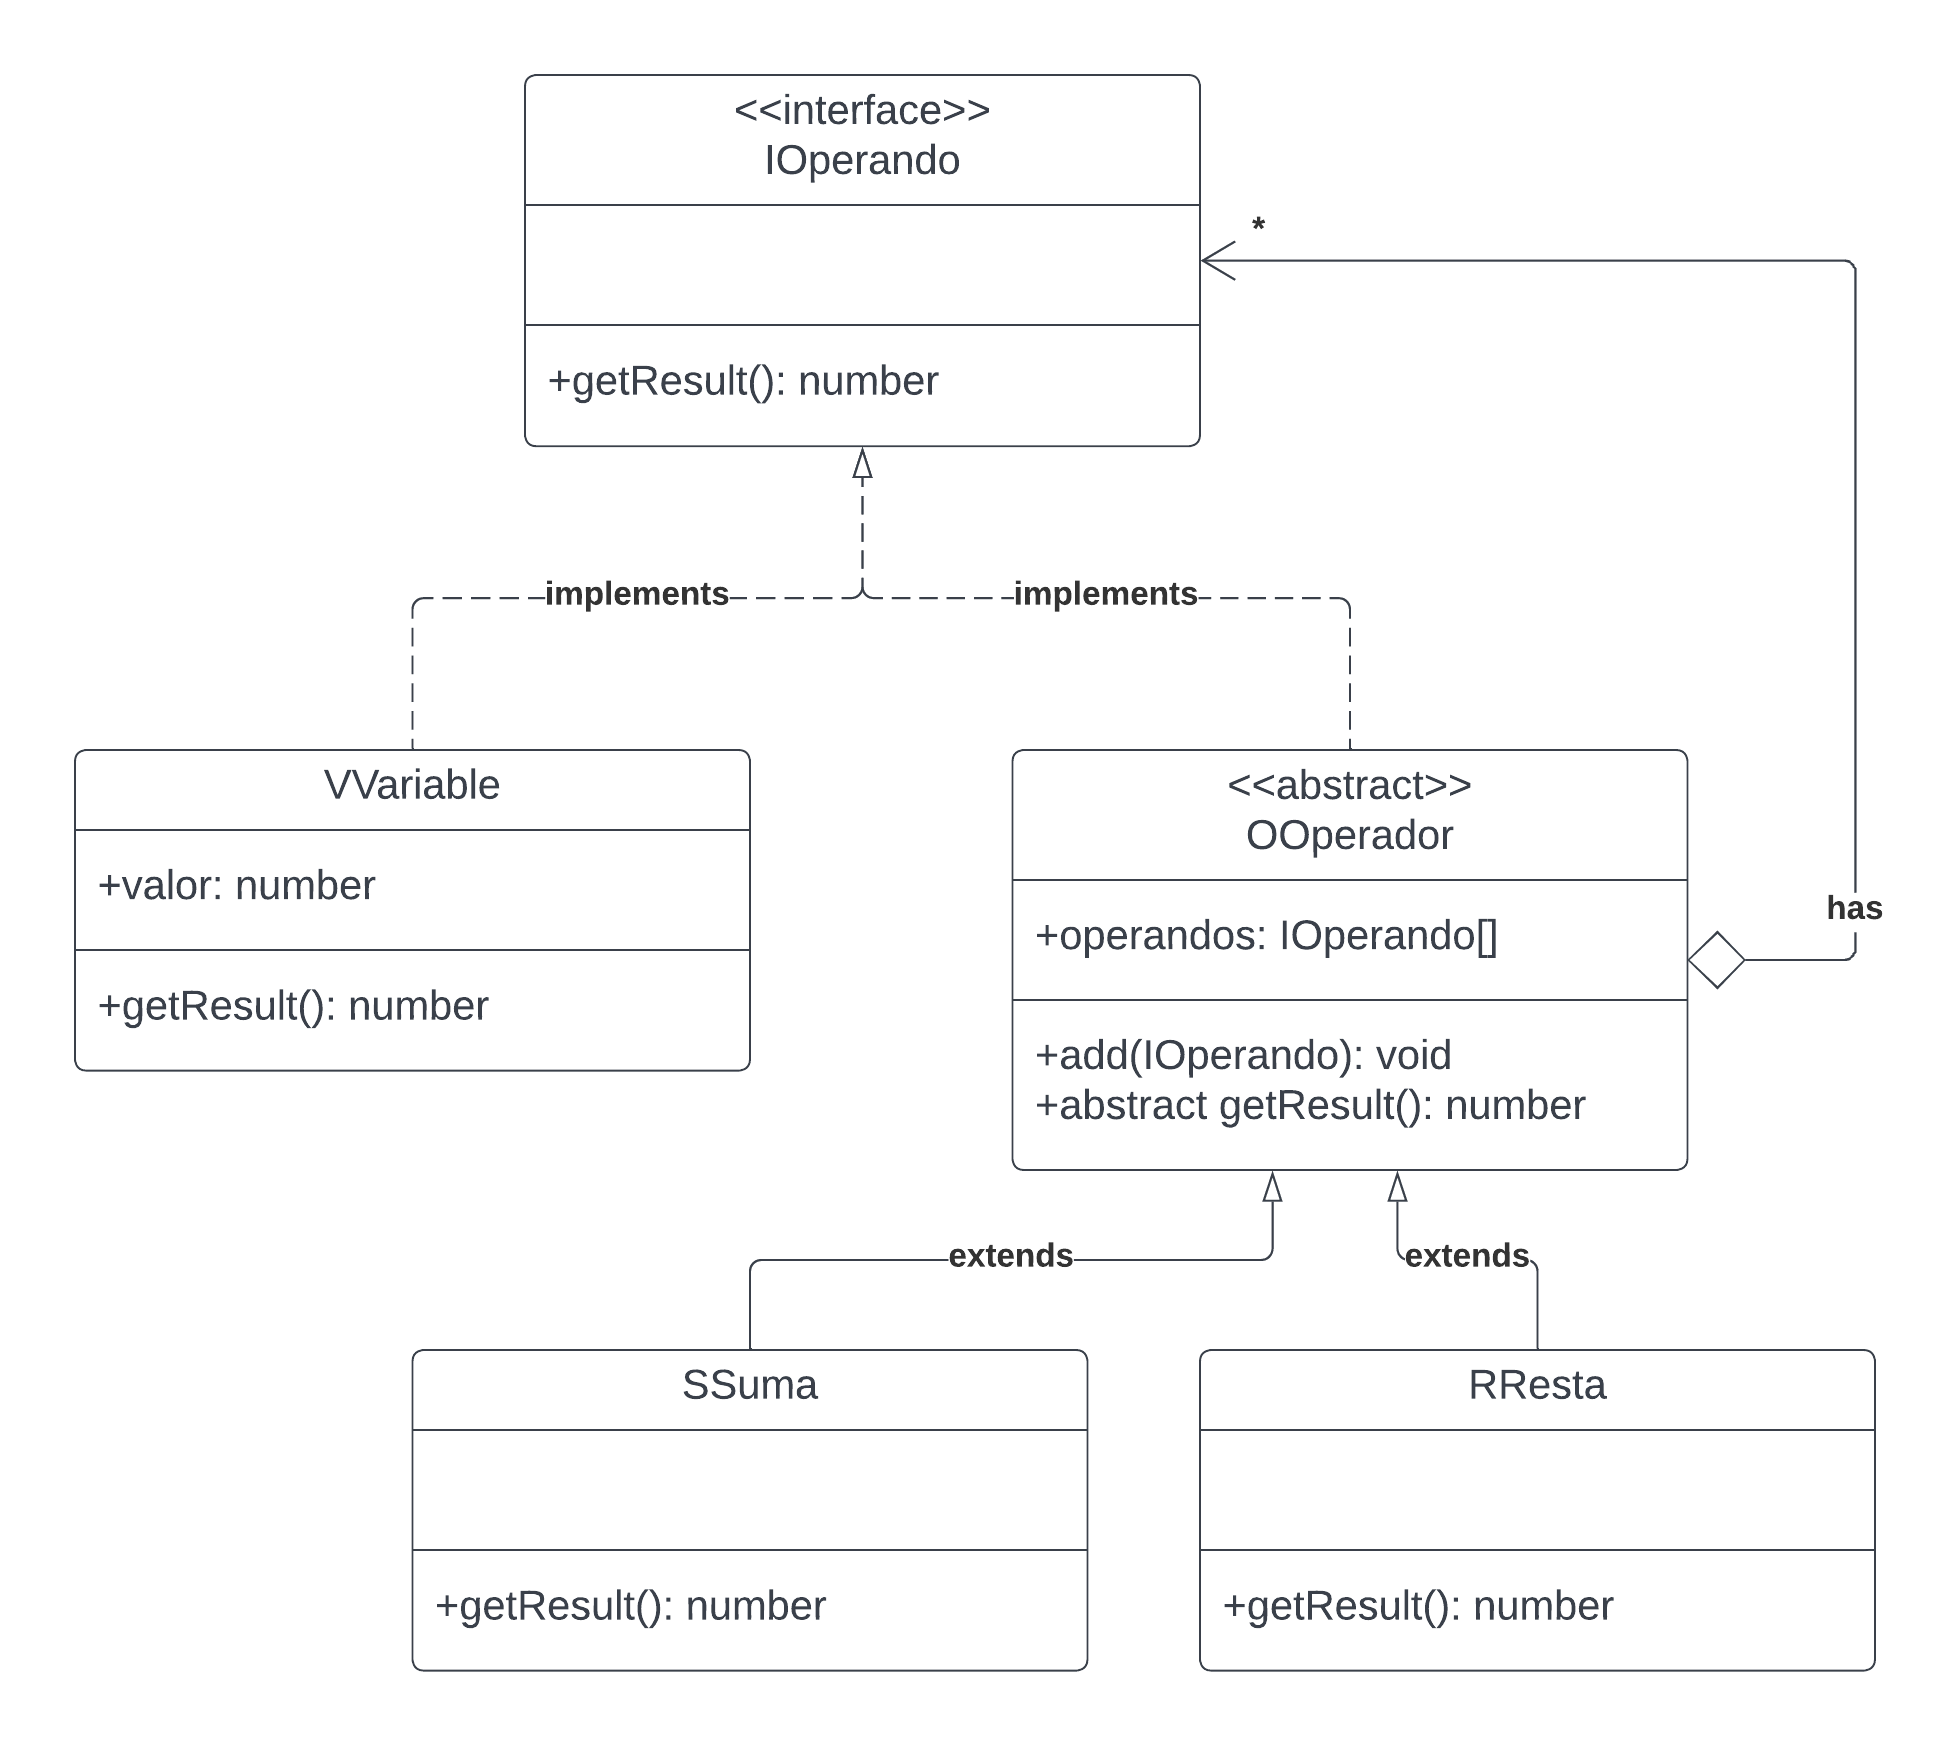 <<interface>>
IOperando
*
+getResult(): number
implements
implements
VVariable
+valor: number
+getResult(): number
<<abstract>>
OOperador
+operandos: IOperando[]
has
+add(IOperando): void
+abstract getResult(): number
extends
extends
SSuma
+getResult(): number
RResta
+getResult(): number